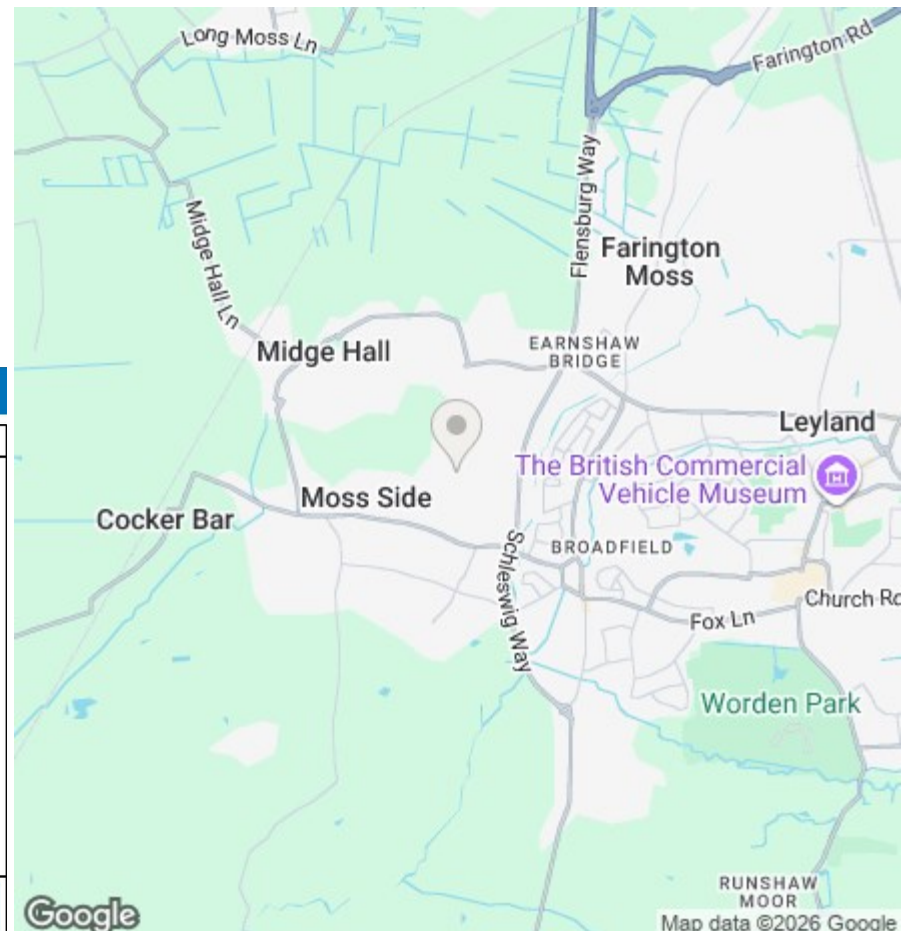 Long Moss Ln
Farington Rd
Flensburg Way
Midge Hall Ln
Farington
Moss
EARNSHAW
BRIDGE
Midge Hall
Leyland
The British Commercial
Vehicle Museum
Moss Side
Cocker Bar
BROADFIELD
Schleswig Way
Church Rd
Fox Ln
Worden Park
RUNSHAW
MOOR
Google
Map data ©2026 Google